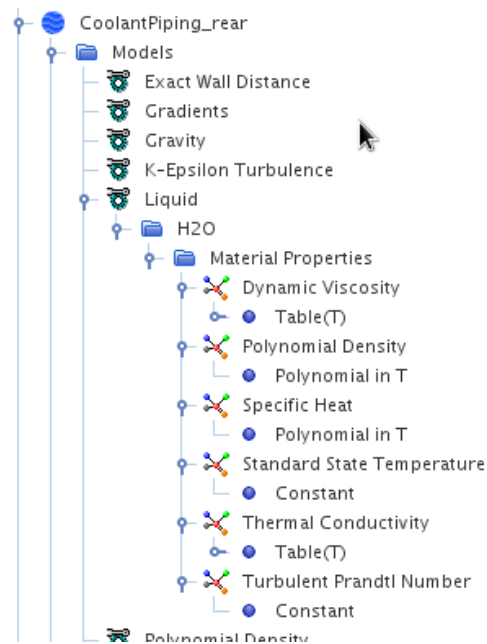 CoolantPiping_rear
Models
Exact Wall Distance
Gradients
Gravity
K-Epsilon Turbulence
Liquid
H2O
Material Properties
Dynamic Viscosity
Table(T)
Polynomial Density
Polynomial in T
Specific Heat
Polynomial in T
Standard State Temperature
Constant
Thermal Conductivity
Table(T)
Turbulent Prandtl Number
Constant
Polynomial Density